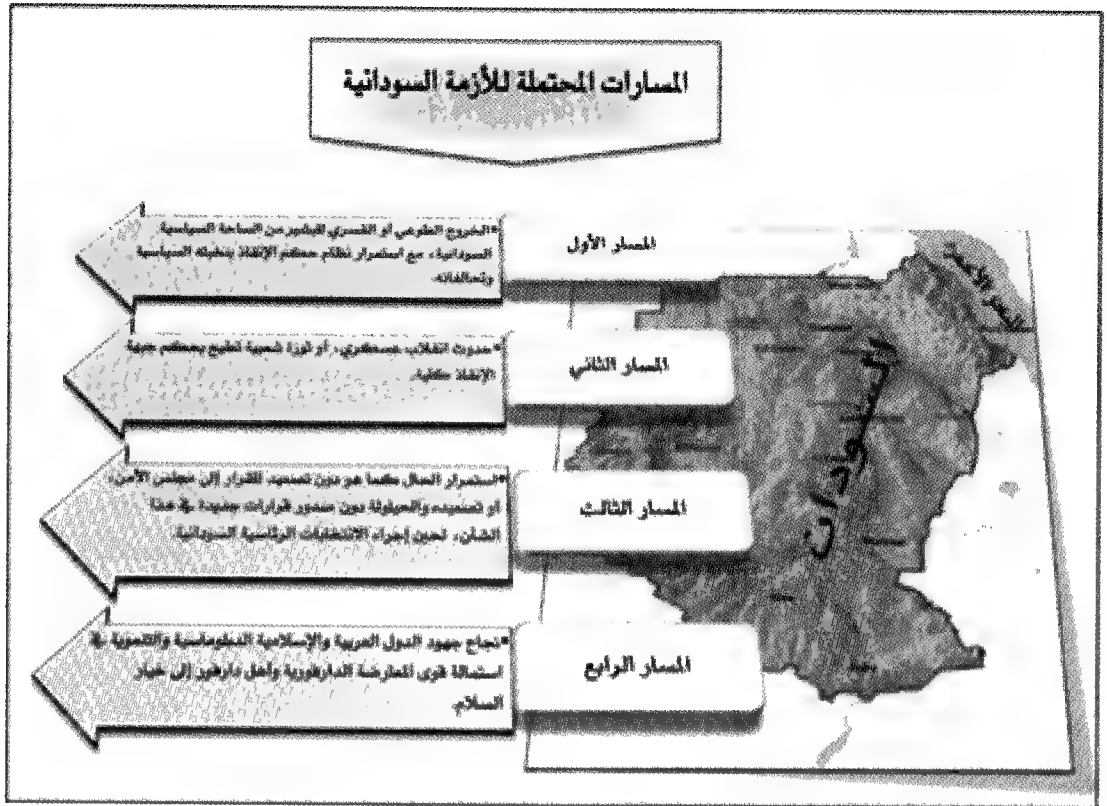 المسارات المحتملة للأزمة السودانية
المسار الأول
•الخروج الطوعي أو القسري للبشير من الساحة السياسية
السودانية، مع استمرار نظام حكم الإنقاذ بنخبته السياسية
وتحالفاته.
المسار الثاني
•حدوث انقلاب عسكري، أو ثورة شعبية تطيح بحكم جبهة
الإنقاذ كلية.
المسار الثالث
•استمرار الحال كما هو دون تصعيد للقرار إلى مجلس الأمن،
أو تصعيده والحيلولة دون صدور قرارات جديدة في هذا
الشأن، لحين إجراء الانتخابات الرئاسية السودانية.
المسار الرابع
•نجاح جهود الدول العربية والإسلامية الدبلوماسية والتنموية في
استمالة قوى المعارضة الدارفورية وأهل دارفور إلى خيار
السلام.
البحر الأحمر
السودان